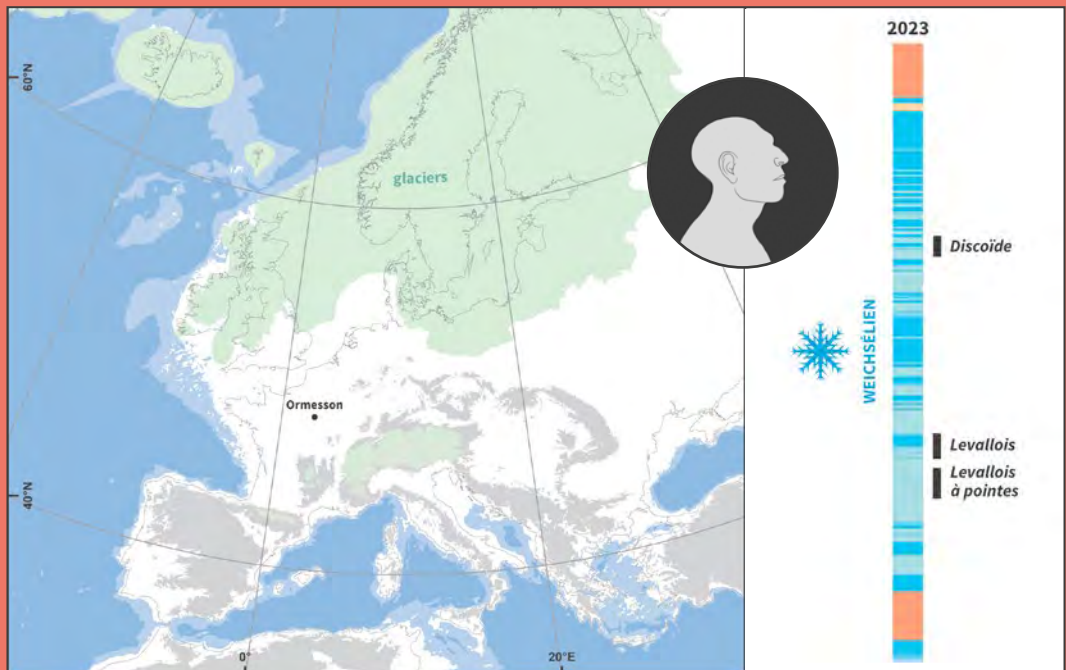 60°N
glaciers
Ormesson
40°N
0°
20°E
2023
Discoïde
WEICHSÉLIEN
Levallois
Levallois
à pointes